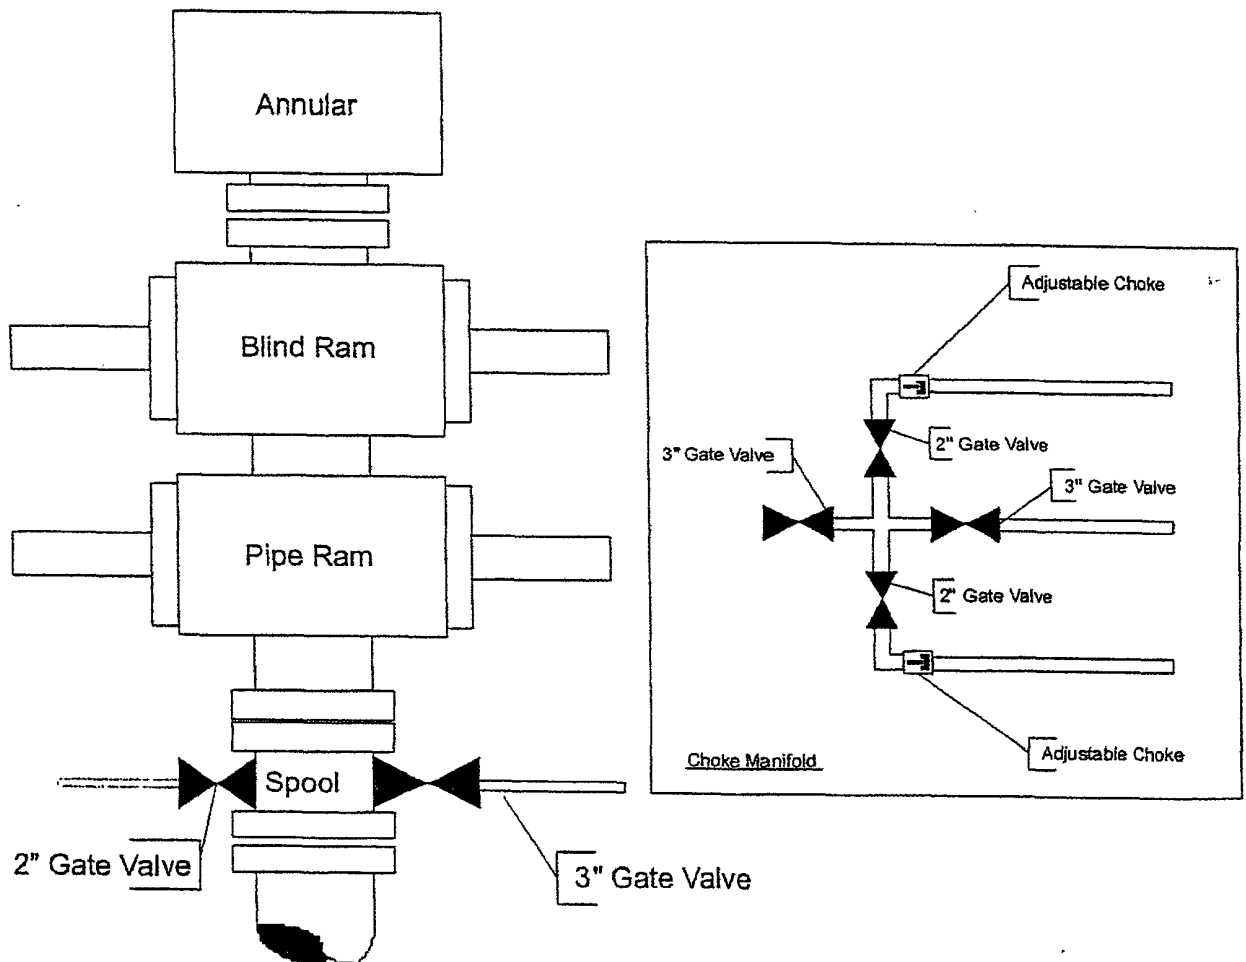 Annular
Blind Ram
Pipe Ram
Spool
2" Gate Valve
3" Gate Valve
Adjustable Choke
2" Gate Valve
3" Gate Valve
3" Gate Valve
2" Gate Valve
Adjustable Choke
Choke Manifold